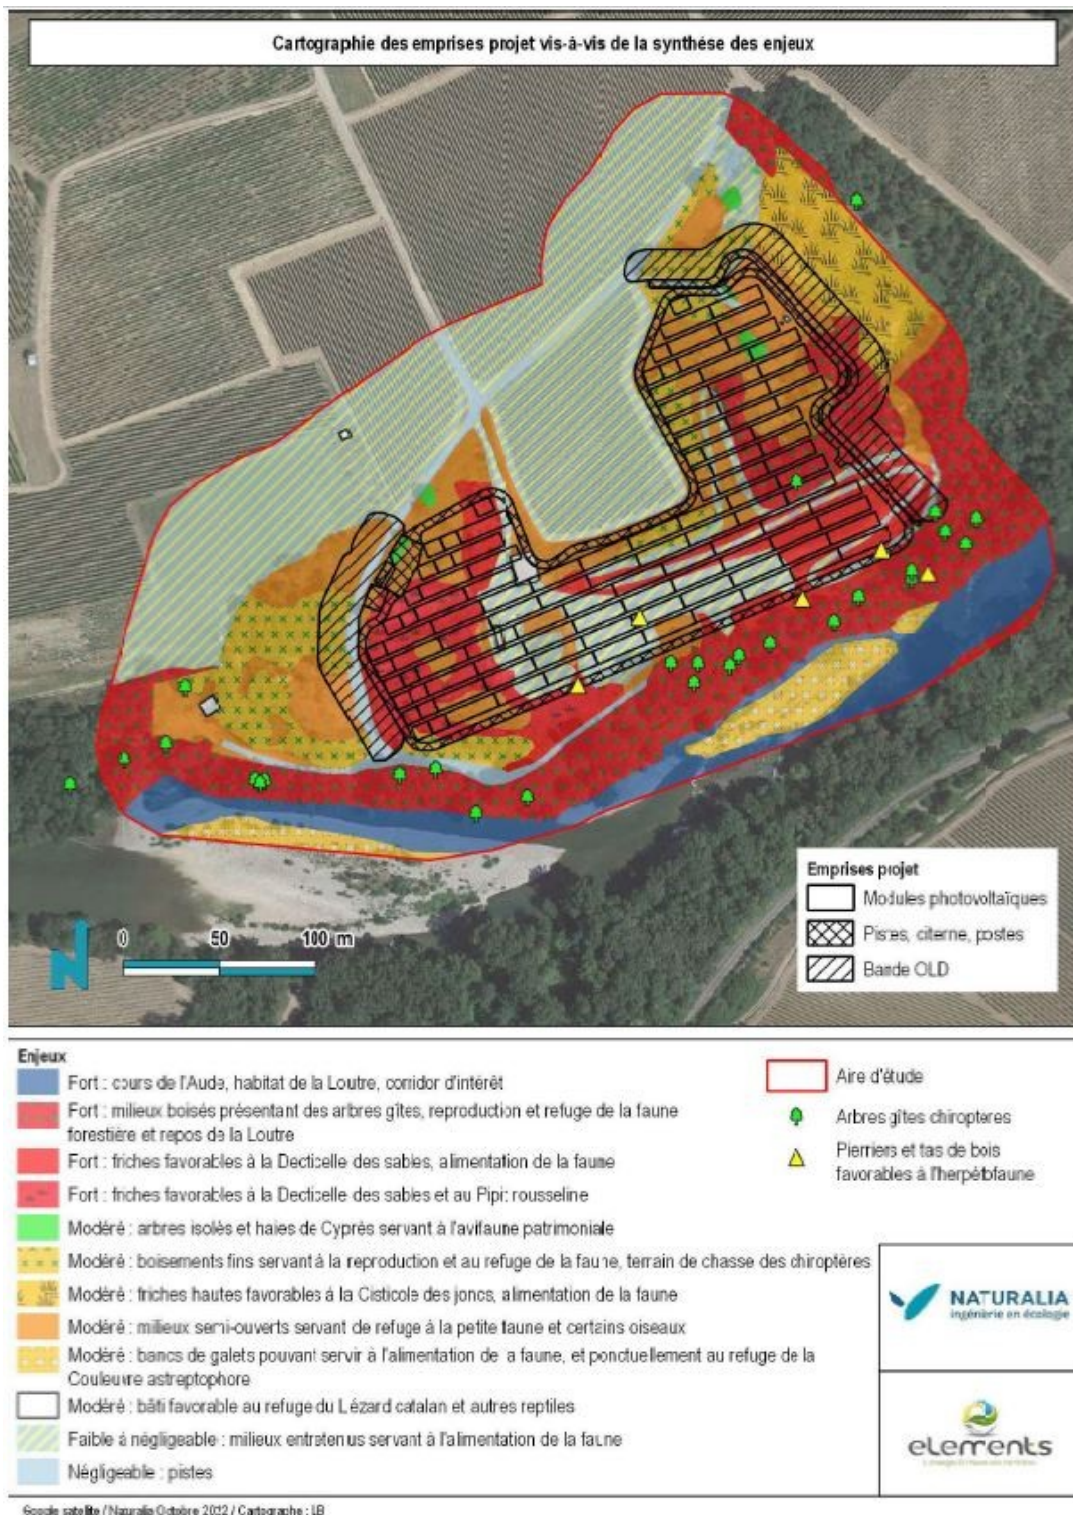 Cartographie des emprises projet vis-à-vis de la synthèse des enjeux
Emprises projet
Modules photovoltaïques
Pistes, citerne, postes
Bande OLD
0 50 100 m
Enjeux
Fort : cours de l'Aude, habitat de la Loutre, corridor d'intérêt
Fort : milieux boisés présentant des arbres gîtes, reproduction et refuge de la faune
forestière et repos de la Loutre
Fort : friches favorables à la Decticelle des sables, alimentation de la faune
Fort : friches favorables à la Decticelle des sables et au Pipit rousseline
Modéré : arbres isolés et haies de Cyprès servant à l'avifaune patrimoniale
Modéré : boisements fins servant à la reproduction et au refuge de la faune, terrain de chasse des chiroptères
Modéré : friches hautes favorables à la Cisticole des joncs, alimentation de la faune
Modéré : milieux semi-ouverts servant de refuge à la petite faune et certains oiseaux
Modéré : bancs de galets pouvant servir à l'alimentation de la faune, et ponctuellement au refuge de la
Couleuvre astreptophore
Modéré : bâti favorable au refuge du Lézard catalan et autres reptiles
Faible à négligeable : milieux entretenus servant à l'alimentation de la faune
Négligeable : pistes
Aire d'étude
Arbres gîtes chiroptères
Pierriers et tas de bois
favorables à l'herpétofaune
NATURALIA
ingénierie en écologie
elements
Google satellite / Naturalia Octobre 2022 / Cartographe : LB